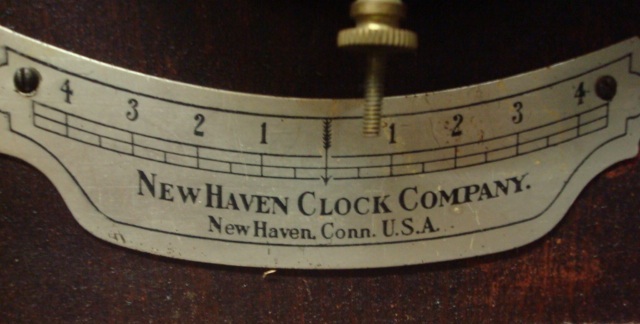 4 3 2 1 1 2 3 4
NEW HAVEN CLOCK COMPANY.
New Haven, Conn. U.S.A.